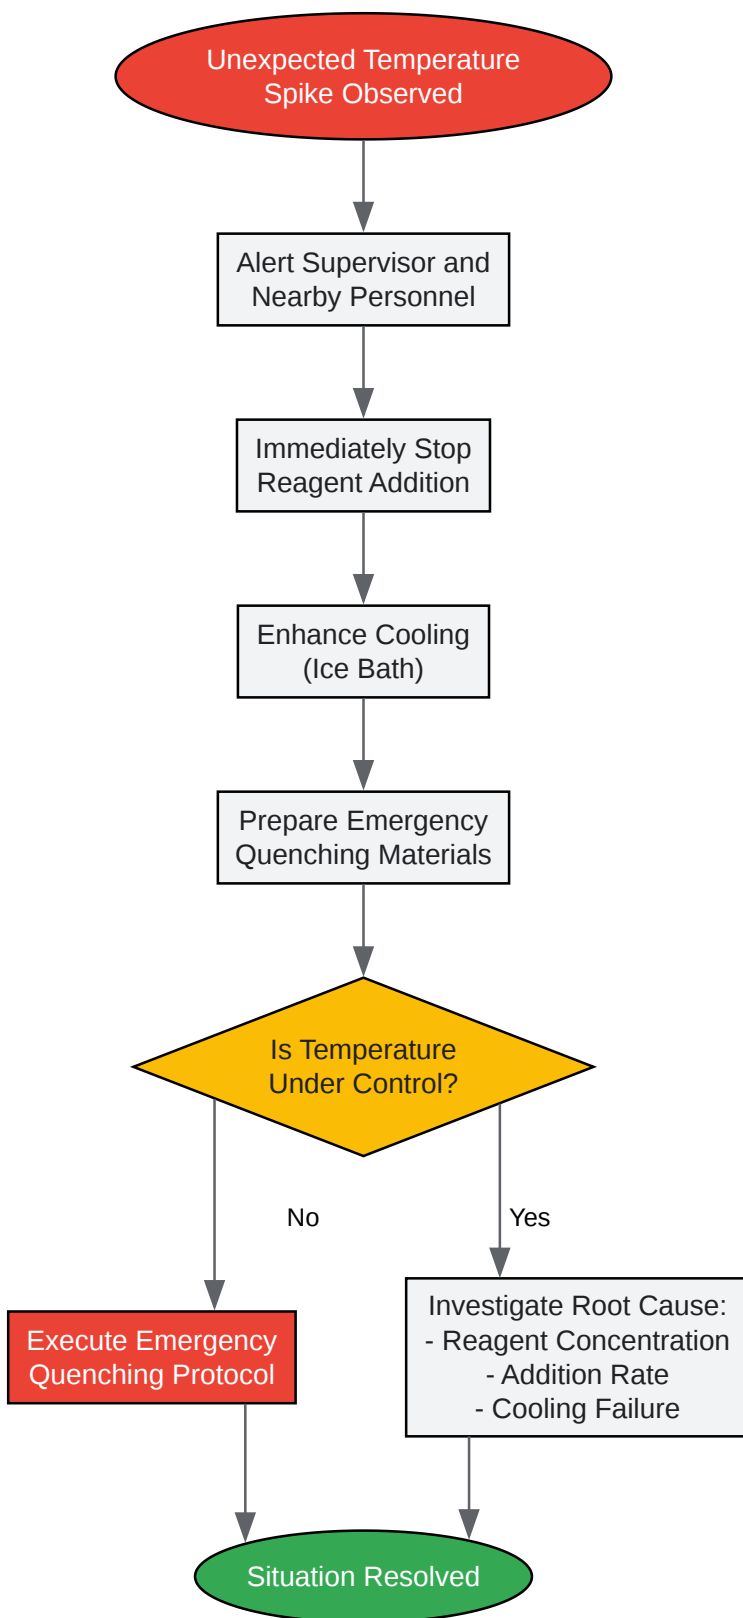 Unexpected Temperature
Spike Observed
Alert Supervisor and
Nearby Personnel
Immediately Stop
Reagent Addition
Enhance Cooling
(Ice Bath)
Prepare Emergency
Quenching Materials
Is Temperature
Under Control?
No
Yes
Execute Emergency
Quenching Protocol
Investigate Root Cause:
- Reagent Concentration
- Addition Rate
- Cooling Failure
Situation Resolved